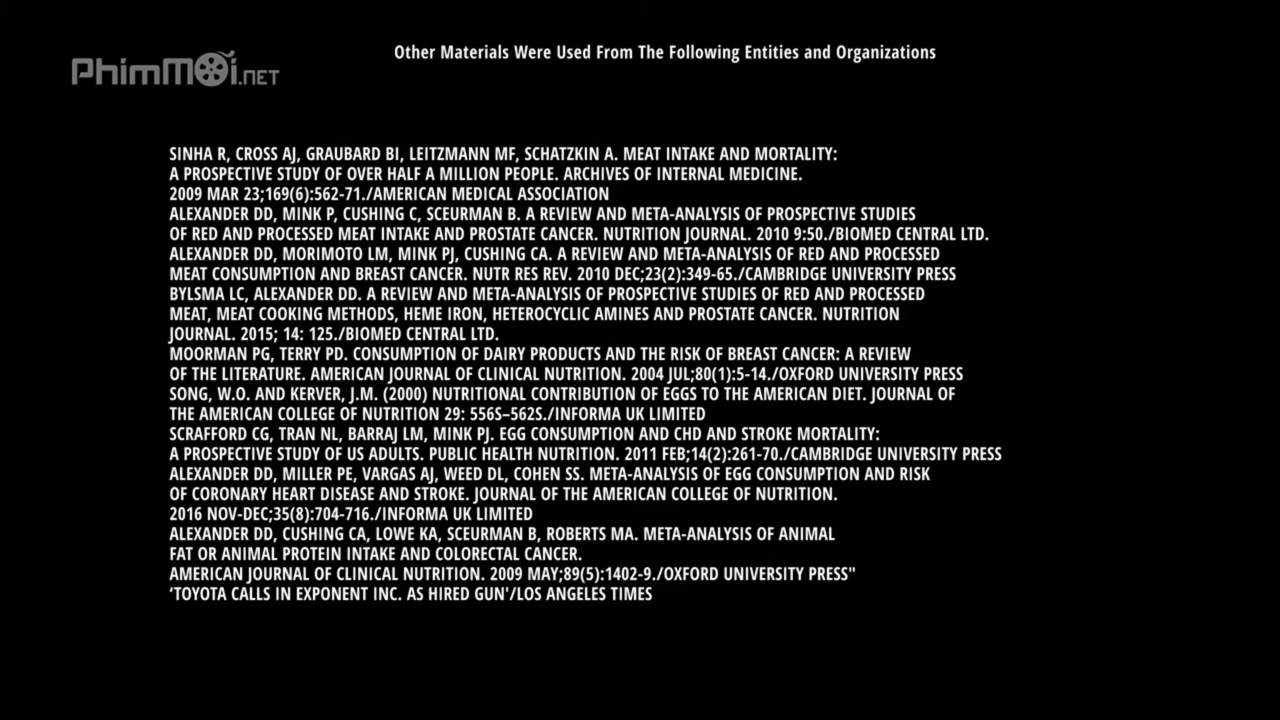 Other Materials Were Used From The Following Entities and Organizations
PhimMoi.NET
SINHA R, CROSS AJ, GRAUBARD BI, LEITZMANN MF, SCHATZKIN A. MEAT INTAKE AND MORTALITY:
A PROSPECTIVE STUDY OF OVER HALF A MILLION PEOPLE. ARCHIVES OF INTERNAL MEDICINE.
2009 MAR 23;169(6):562-71./AMERICAN MEDICAL ASSOCIATION
ALEXANDER DD, MINK P, CUSHING C, SCEURMAN B. A REVIEW AND META-ANALYSIS OF PROSPECTIVE STUDIES
OF RED AND PROCESSED MEAT INTAKE AND PROSTATE CANCER. NUTRITION JOURNAL. 2010 9:50./BIOMED CENTRAL LTD.
ALEXANDER DD, MORIMOTO LM, MINK PJ, CUSHING CA. A REVIEW AND META-ANALYSIS OF RED AND PROCESSED
MEAT CONSUMPTION AND BREAST CANCER. NUTR RES REV. 2010 DEC;23(2):349-65./CAMBRIDGE UNIVERSITY PRESS
BYLSMA LC, ALEXANDER DD. A REVIEW AND META-ANALYSIS OF PROSPECTIVE STUDIES OF RED AND PROCESSED
MEAT, MEAT COOKING METHODS, HEME IRON, HETEROCYCLIC AMINES AND PROSTATE CANCER. NUTRITION
JOURNAL. 2015; 14: 125./BIOMED CENTRAL LTD.
MOORMAN PG, TERRY PD. CONSUMPTION OF DAIRY PRODUCTS AND THE RISK OF BREAST CANCER: A REVIEW
OF THE LITERATURE. AMERICAN JOURNAL OF CLINICAL NUTRITION. 2004 JUL;80(1):5-14./OXFORD UNIVERSITY PRESS
SONG, W.O. AND KERVER, J.M. (2000) NUTRITIONAL CONTRIBUTION OF EGGS TO THE AMERICAN DIET. JOURNAL OF
THE AMERICAN COLLEGE OF NUTRITION 29: 556S–562S./INFORMA UK LIMITED
SCRAFFORD CG, TRAN NL, BARRAJ LM, MINK PJ. EGG CONSUMPTION AND CHD AND STROKE MORTALITY:
A PROSPECTIVE STUDY OF US ADULTS. PUBLIC HEALTH NUTRITION. 2011 FEB;14(2):261-70./CAMBRIDGE UNIVERSITY PRESS
ALEXANDER DD, MILLER PE, VARGAS AJ, WEED DL, COHEN SS. META-ANALYSIS OF EGG CONSUMPTION AND RISK
OF CORONARY HEART DISEASE AND STROKE. JOURNAL OF THE AMERICAN COLLEGE OF NUTRITION.
2016 NOV-DEC;35(8):704-716./INFORMA UK LIMITED
ALEXANDER DD, CUSHING CA, LOWE KA, SCEURMAN B, ROBERTS MA. META-ANALYSIS OF ANIMAL
FAT OR ANIMAL PROTEIN INTAKE AND COLORECTAL CANCER.
AMERICAN JOURNAL OF CLINICAL NUTRITION. 2009 MAY;89(5):1402-9./OXFORD UNIVERSITY PRESS"
‘TOYOTA CALLS IN EXPONENT INC. AS HIRED GUN'/LOS ANGELES TIMES